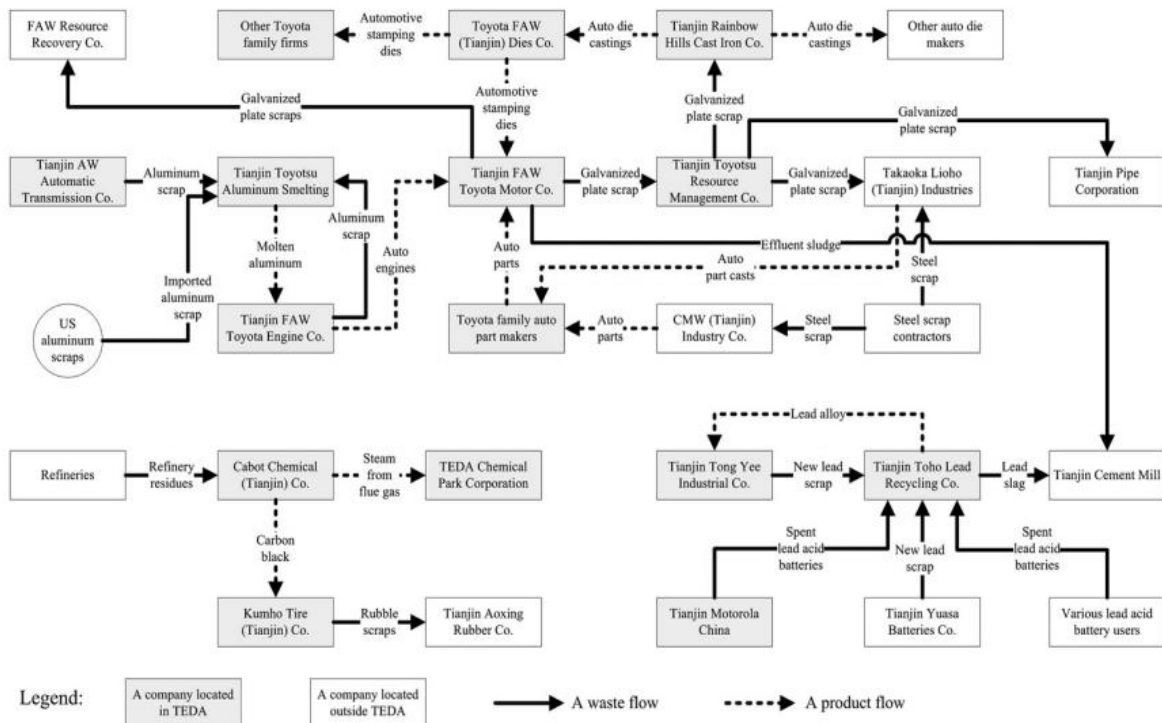 FAW Resource
Recovery Co.
Other Toyota
family firms
Automotive
stamping
dies
Toyota FAW
(Tianjin) Dies Co.
Auto die
castings
Tianjin Rainbow
Hills Cast Iron Co.
Auto die
castings
Other auto die
makers
Galvanized
plate scraps
Automotive
stamping
dies
Galvanized
plate scrap
Galvanized
plate scrap
Tianjin AW
Automatic
Transmission Co.
Aluminum
scrap
Tianjin Toyotsu
Aluminum Smelting
Tianjin FAW
Toyota Motor Co.
Galvanized
plate scrap
Tianjin Toyotsu
Resource
Management Co.
Galvanized
plate scrap
Takaoka Lioho
(Tianjin) Industries
Tianjin Pipe
Corporation
Aluminum
scrap
Molten
aluminum
Auto
engines
Effluent sludge
Imported
aluminum
scrap
Auto
parts
Auto
part casts
Steel
scrap
US
aluminum
scraps
Tianjin FAW
Toyota Engine Co.
Toyota family auto
part makers
Auto
parts
CMW (Tianjin)
Industry Co.
Steel
scrap
Steel scrap
contractors
Lead alloy
Refineries
Refinery
residues
Cabot Chemical
(Tianjin) Co.
Steam
from
flue gas
TEDA Chemical
Park Corporation
Tianjin Tong Yee
Industrial Co.
New lead
scrap
Tianjin Toho Lead
Recycling Co.
Lead
slag
Tianjin Cement Mill
Carbon
black
Spent
lead acid
batteries
New lead
scrap
Spent
lead acid
batteries
Kumho Tire
(Tianjin) Co.
Rubble
scraps
Tianjin Aoxing
Rubber Co.
Tianjin Motorola
China
Tianjin Yuasa
Batteries Co.
Various lead acid
battery users
Legend:
A company located
in TEDA
A company located
outside TEDA
A waste flow
A product flow